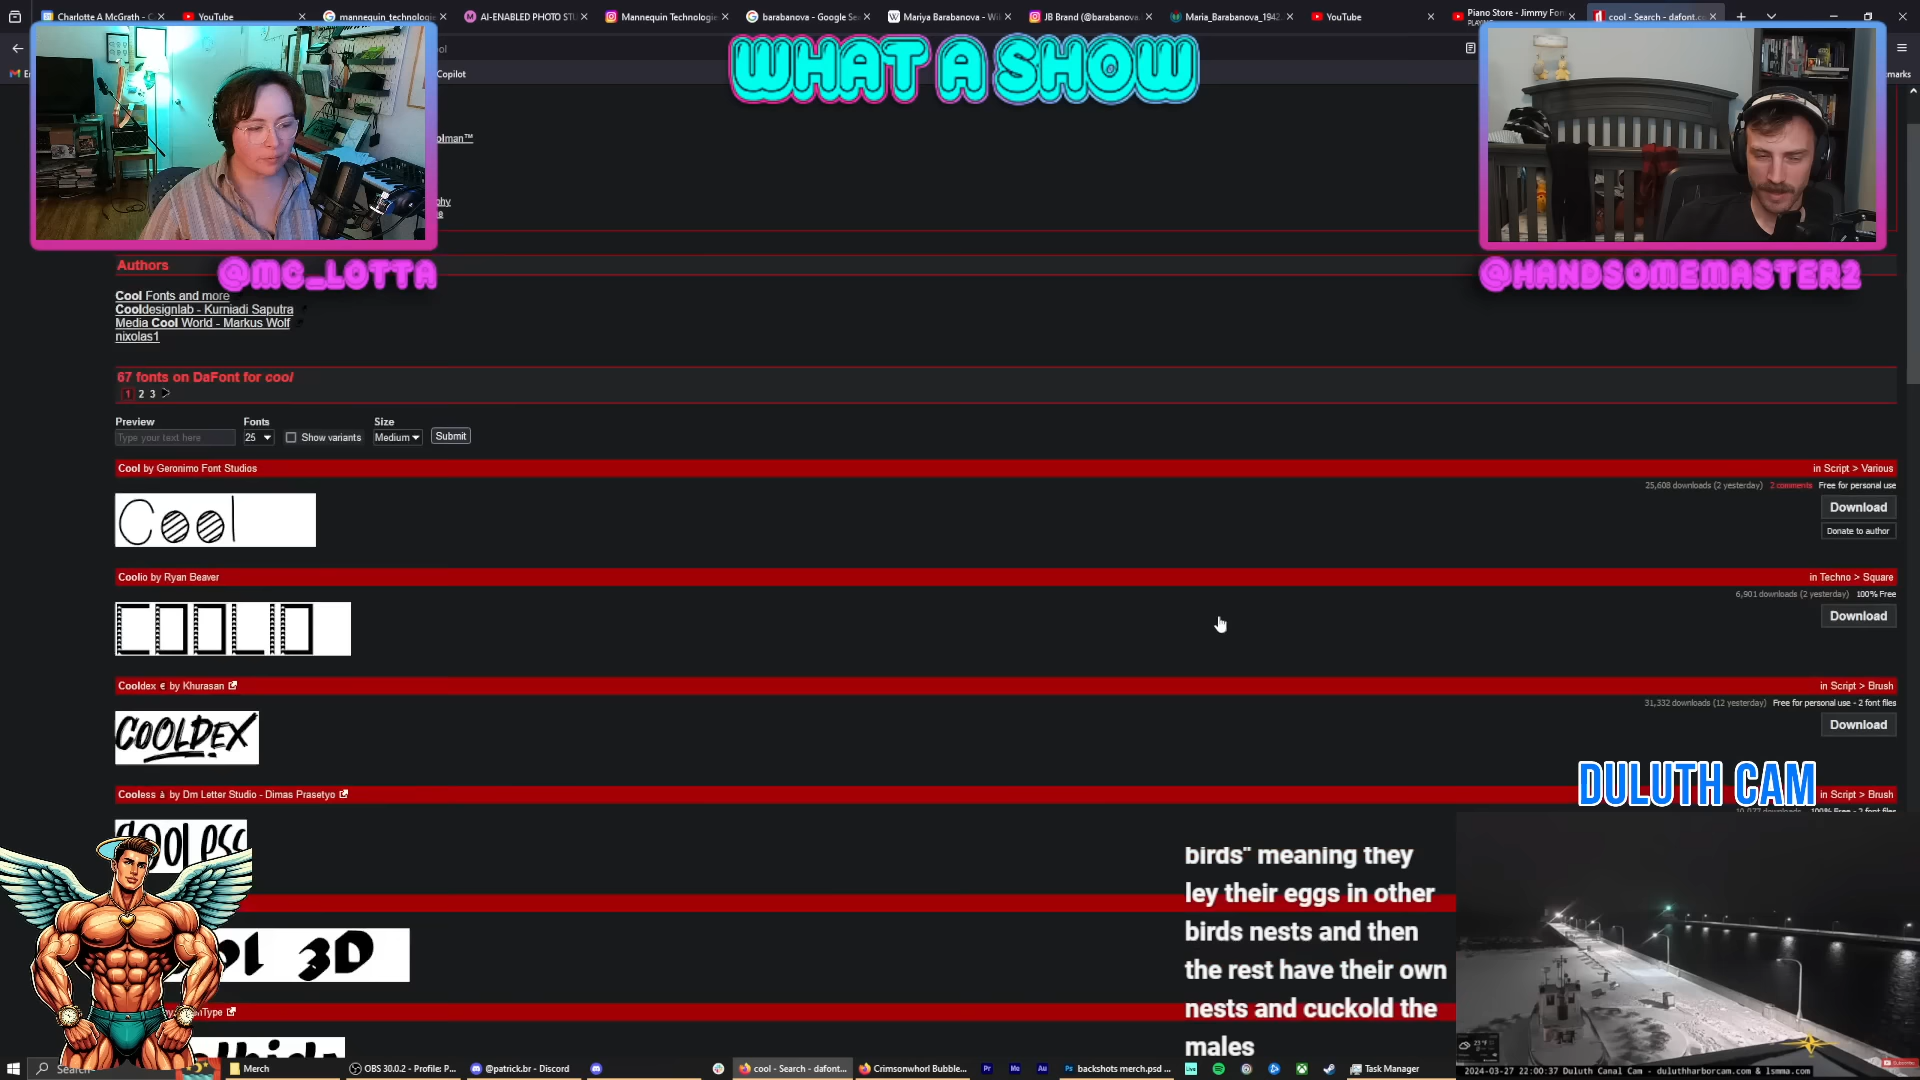 Charlotte A McGrath - C
YouTube
mannequin_technologie
AI-ENABLED PHOTO STU
Mannequin Technologie
barabanova - Google Se
Mariya Barabanova - Wi
JB Brand (@barabanova.
Maria_Barabanova_1942.
YouTube
Piano Store - Jimmy Fon
PLAYING
cool - Search - dafont.c
Copilot
WHAT A SHOW
@MC_LOTTA
@HANDSOMEMASTER2
Authors
Cool Fonts and more
Cooldesignlab - Kurniadi Saputra
Media Cool World - Markus Wolf
nixolas1
67 fonts on DaFont for cool
1 2 3
Preview
Fonts
Size
Type your text here
25
Show variants
Medium
Submit
Cool by Geronimo Font Studios
in Script > Various
25,608 downloads (2 yesterday) 2 comments Free for personal use
Cool
Download
Donate to author
Coolio by Ryan Beaver
in Techno > Square
6,901 downloads (2 yesterday) 100% Free
COOLIO
Download
Cooldex € by Khurasan
in Script > Brush
31,332 downloads (12 yesterday) Free for personal use - 2 font files
COOLDEX
Download
DULUTH CAM
Cooless à by Dm Letter Studio - Dimas Prasetyo
in Script > Brush
birds" meaning they
ley their eggs in other
birds nests and then
the rest have their own
nests and cuckold the
males
3D
2024-03-27 22:00:37 Duluth Canal Cam - duluthharborcam.com & lsmma.com
Search
Merch
OBS 30.0.2 - Profile: P...
@patrick.br - Discord
cool - Search - dafont...
Crimsonwhorl Bubble...
backshots merch.psd ...
Task Manager